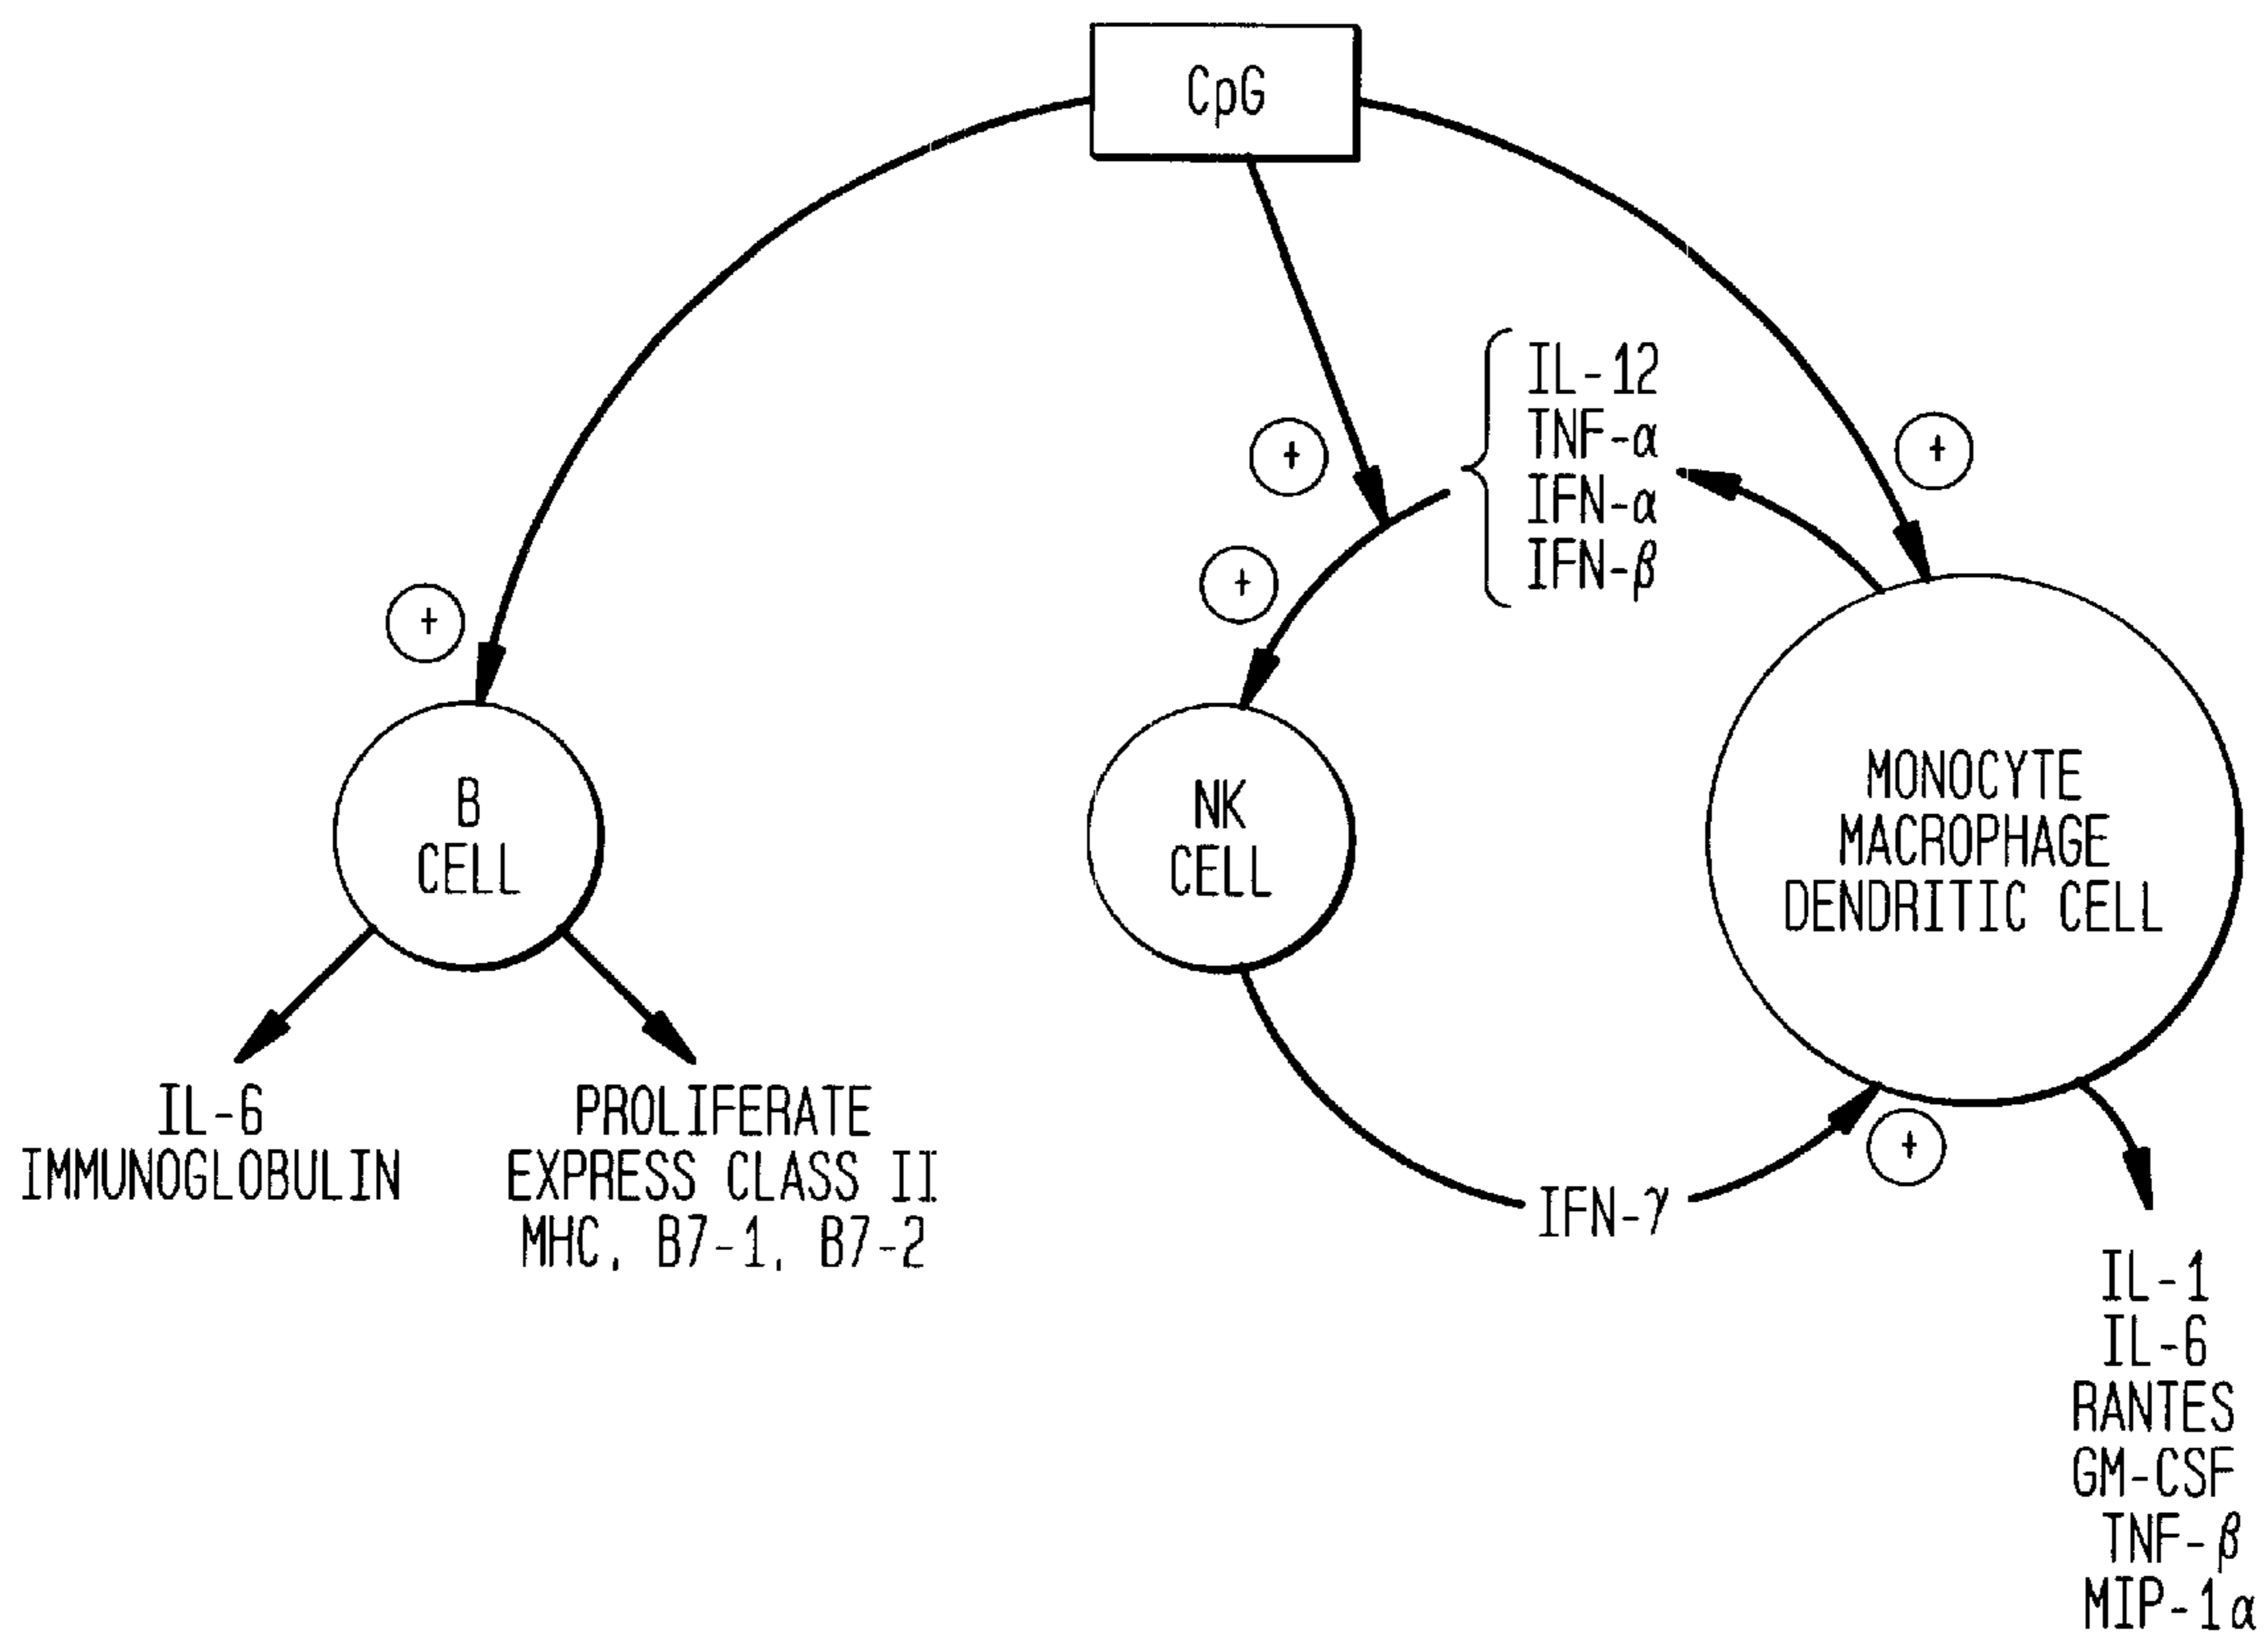 CpG
IL-12
TNF-α
IFN-α
IFN-β
+
+
+
+
B
CELL
NK
CELL
MONOCYTE
MACROPHAGE
DENDRITIC CELL
IL-6
IMMUNOGLOBULIN
PROLIFERATE
EXPRESS CLASS II
MHC, B7-1, B7-2
+
IFN-γ
IL-1
IL-6
RANTES
GM-CSF
TNF-β
MIP-1α